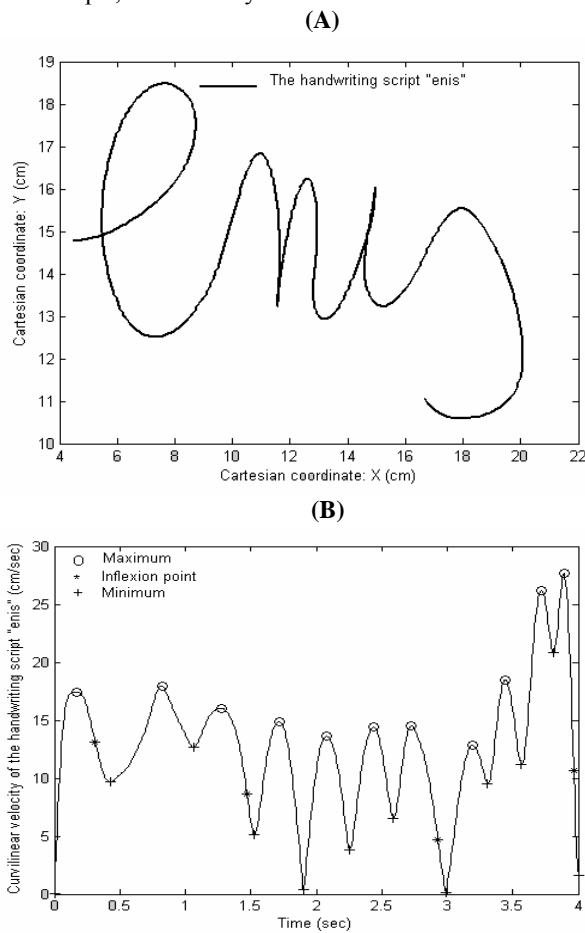 (A)
19
18
17
16
15
14
13
12
11
10
The handwriting script "enis"
Cartesian coordinate: Y (cm)
enis
4 6 8 10 12 14 16 18 20 22
Cartesian coordinate: X (cm)
(B)
30
25
20
15
10
5
0
Maximum
Inflexion point
Minimum
Curvilinear velocity of the handwriting script "enis" (cm/sec)
0 0.5 1 1.5 2 2.5 3 3.5 4
Time (sec)